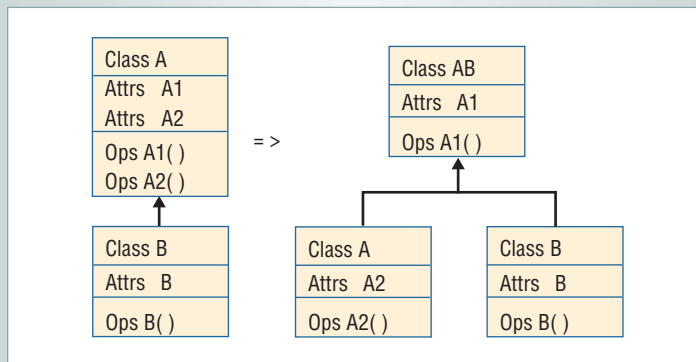 Class A
Attrs A1
Attrs A2
Ops A1( )
Ops A2( )
Class B
Attrs B
Ops B( )
= >
Class AB
Attrs A1
Ops A1( )
Class A
Attrs A2
Ops A2( )
Class B
Attrs B
Ops B( )